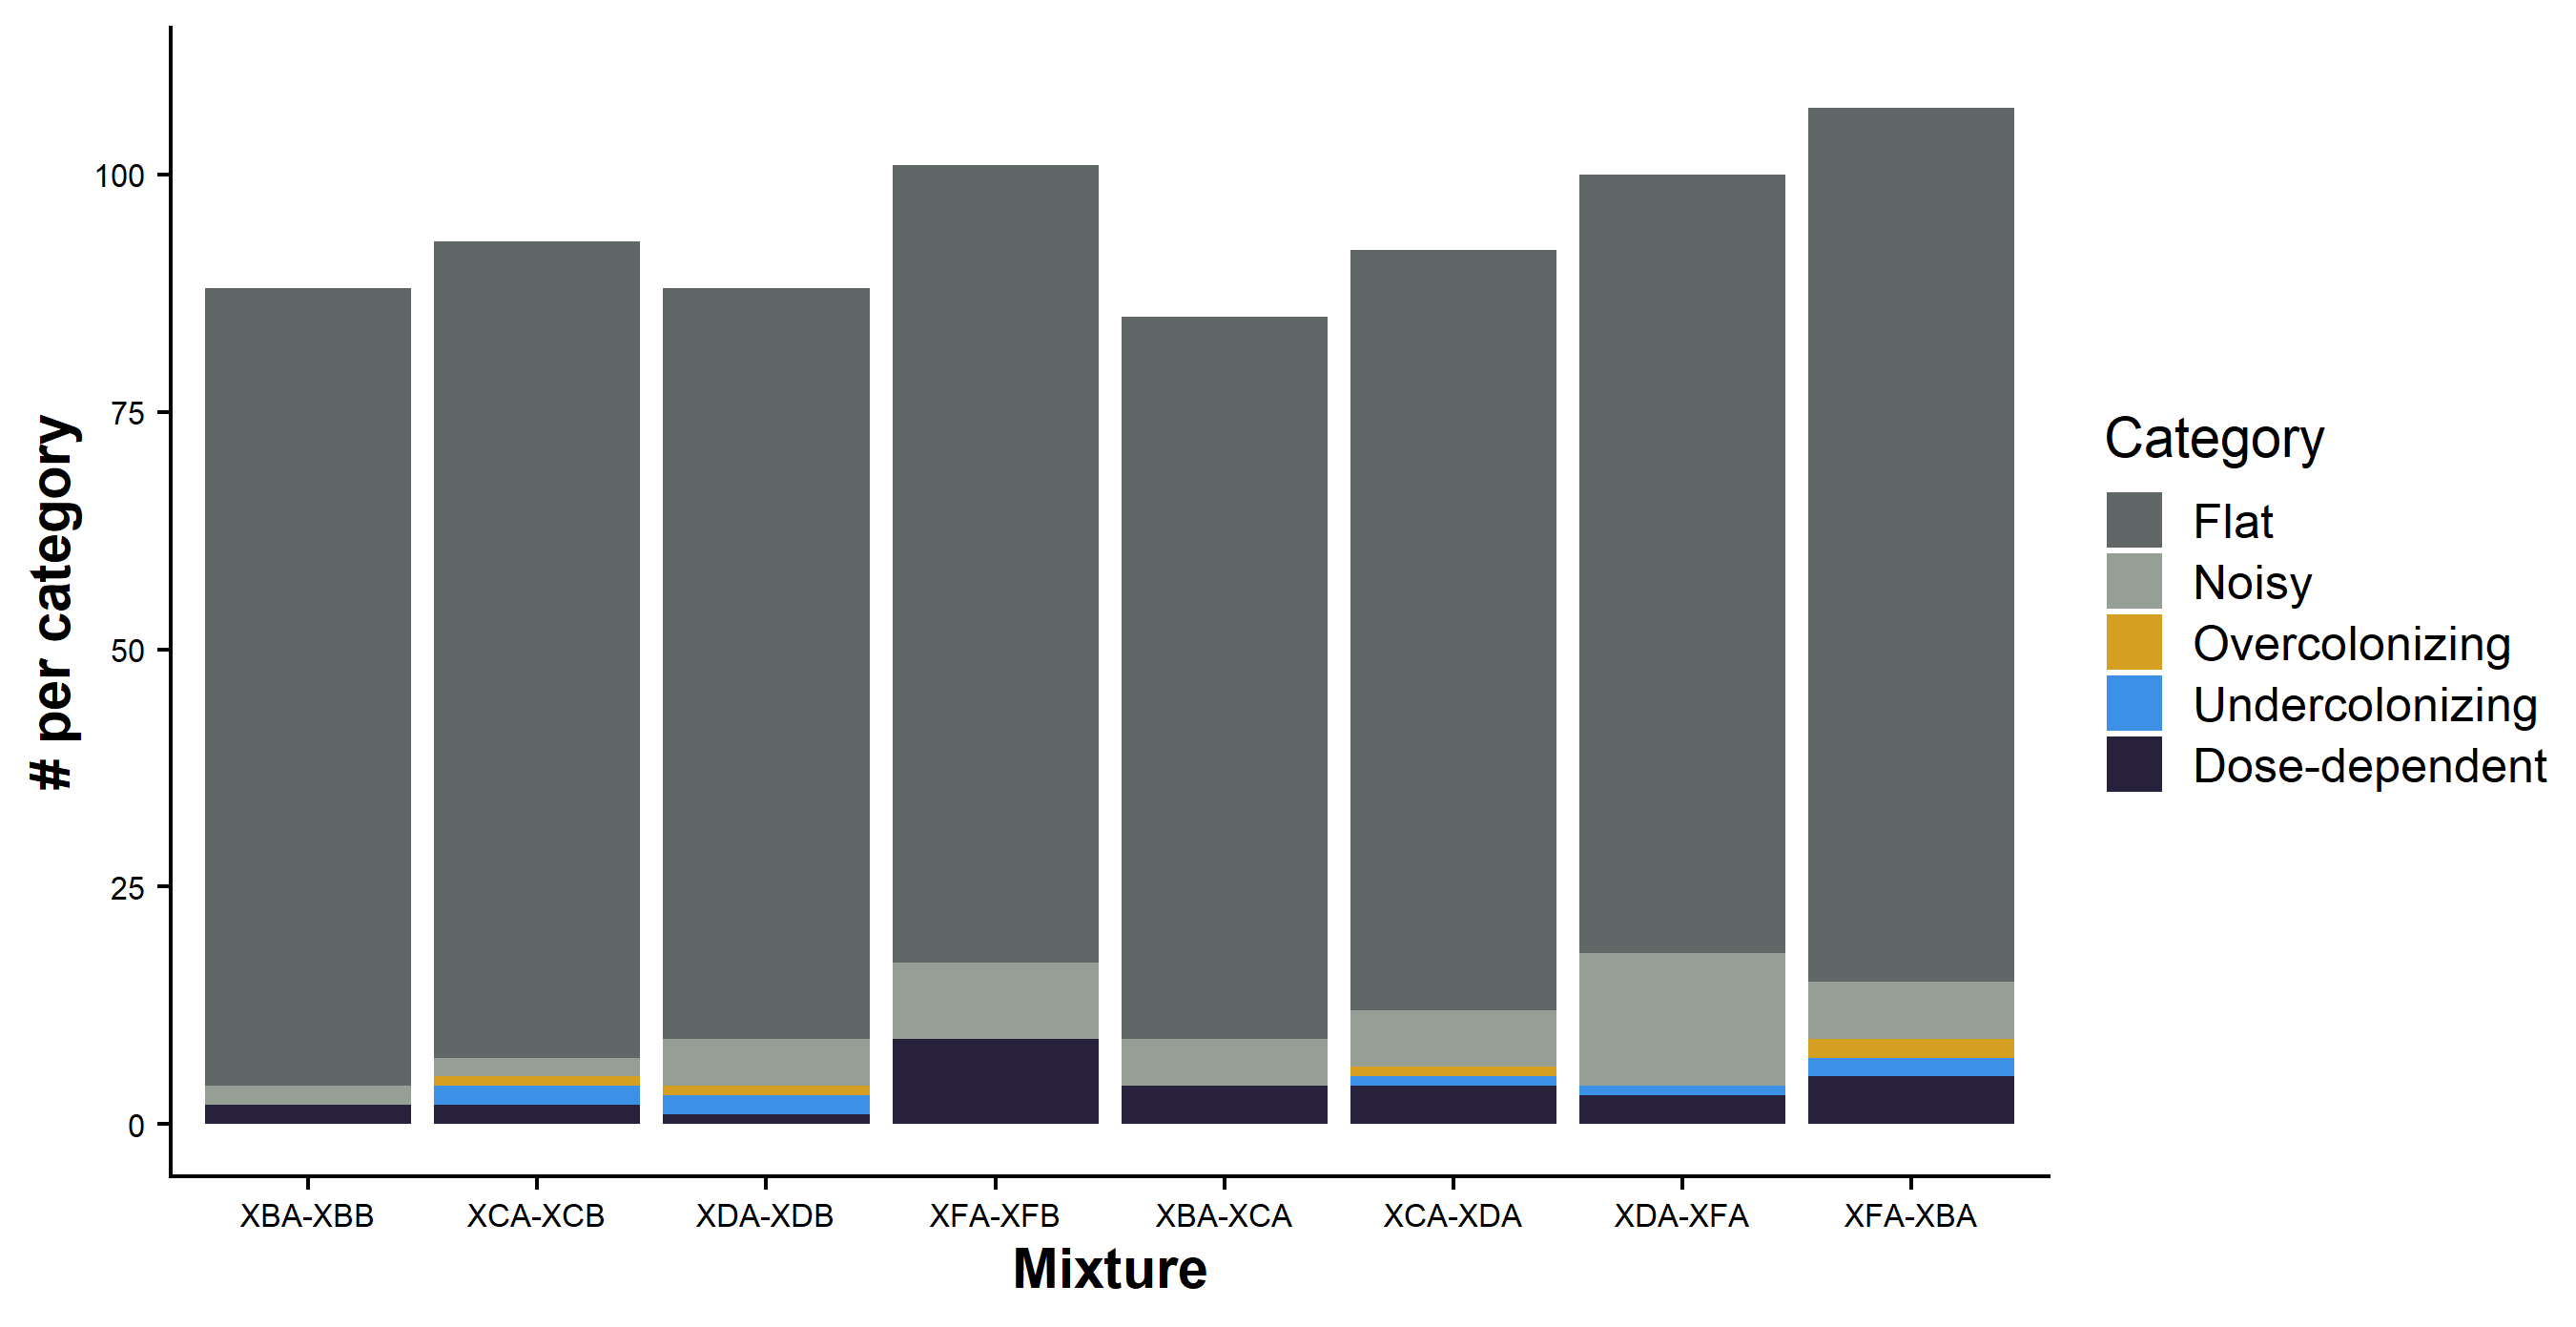 # per category
100
75
50
25
0
XBA-XBB XCA-XCB XDA-XDB XFA-XFB XBA-XCA XCA-XDA XDA-XFA XFA-XBA
Mixture
Category
Flat
Noisy
Overcolonizing
Undercolonizing
Dose-dependent